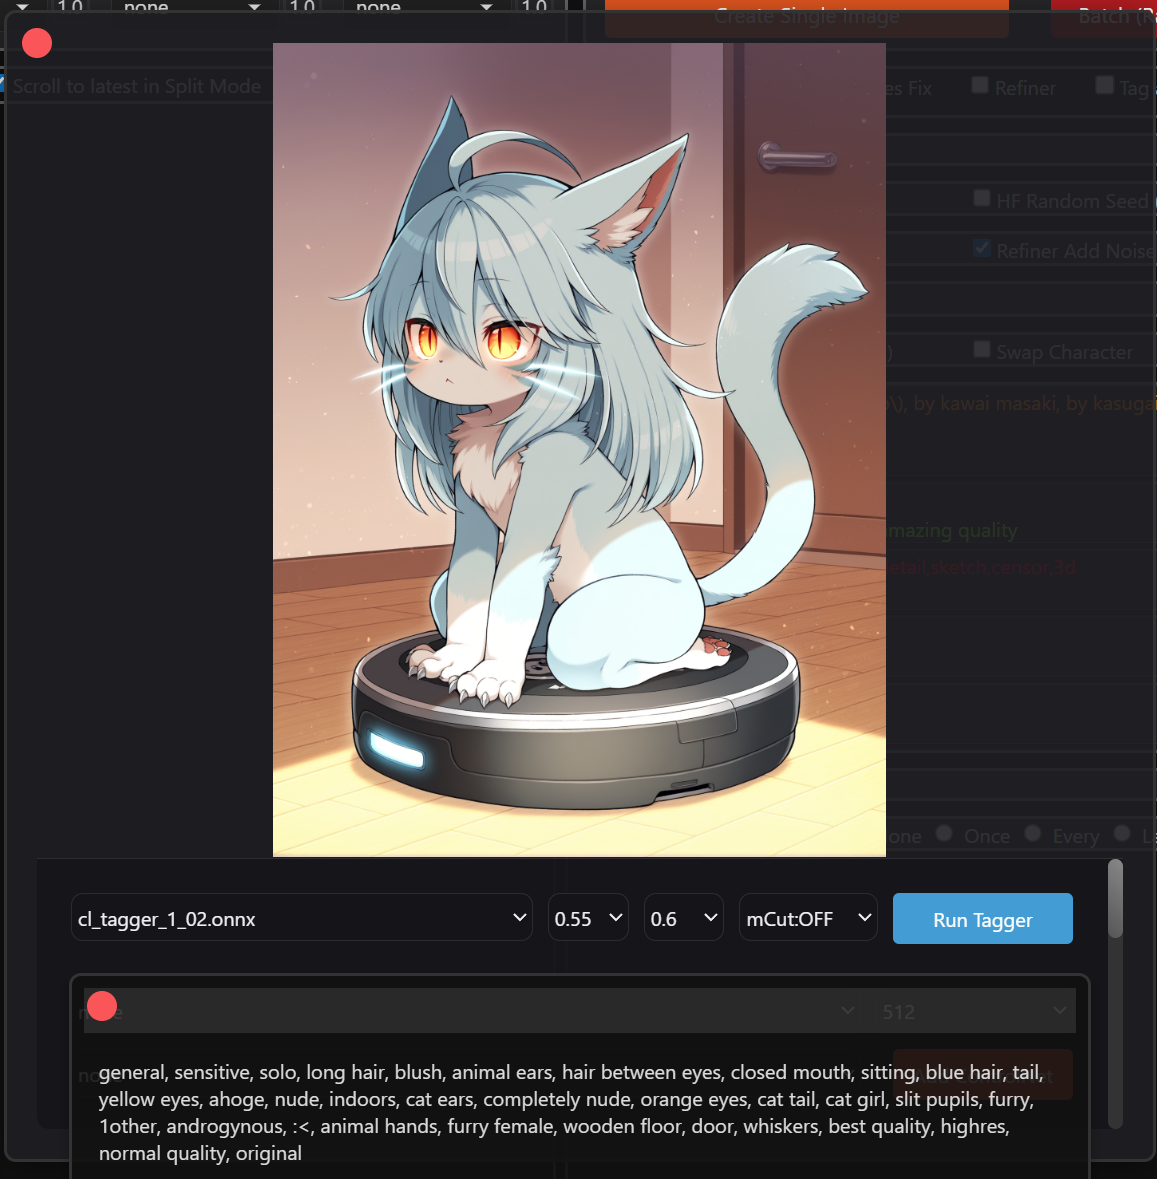 1.0 none 1.0 none 1.0
Create Single Image Batch (R
Scroll to latest in Split Mode
es Fix Refiner Tag
HF Random Seed
Refiner Add Noise
Swap Character
\), by kawai masaki, by kasugai
mazing quality
etail,sketch,censor,3d
one Once Every
cl_tagger_1_02.onnx 0.55 0.6 mCut:OFF Run Tagger
512
general, sensitive, solo, long hair, blush, animal ears, hair between eyes, closed mouth, sitting, blue hair, tail,
yellow eyes, ahoge, nude, indoors, cat ears, completely nude, orange eyes, cat tail, cat girl, slit pupils, furry,
1other, androgynous, :<, animal hands, furry female, wooden floor, door, whiskers, best quality, highres,
normal quality, original